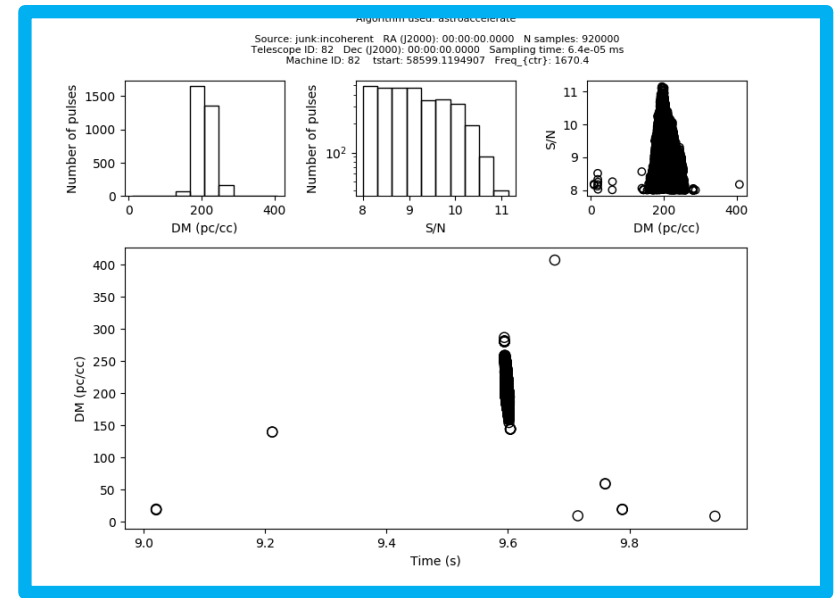 Algorithm used: astroaccelerate
Source: junk:incoherent RA (J2000): 00:00:00.0000 N samples: 920000
Telescope ID: 82 Dec (J2000): 00:00:00.0000 Sampling time: 6.4e-05 ms
Machine ID: 82 tstart: 58599.1194907 Freq_{ctr}: 1670.4
Number of pulses
1500
1000
500
0
0 200 400
DM (pc/cc)
Number of pulses
10²
8 9 10 11
S/N
S/N
11
10
9
8
0 200 400
DM (pc/cc)
DM (pc/cc)
400
350
300
250
200
150
100
50
0
9.0 9.2 9.4 9.6 9.8
Time (s)